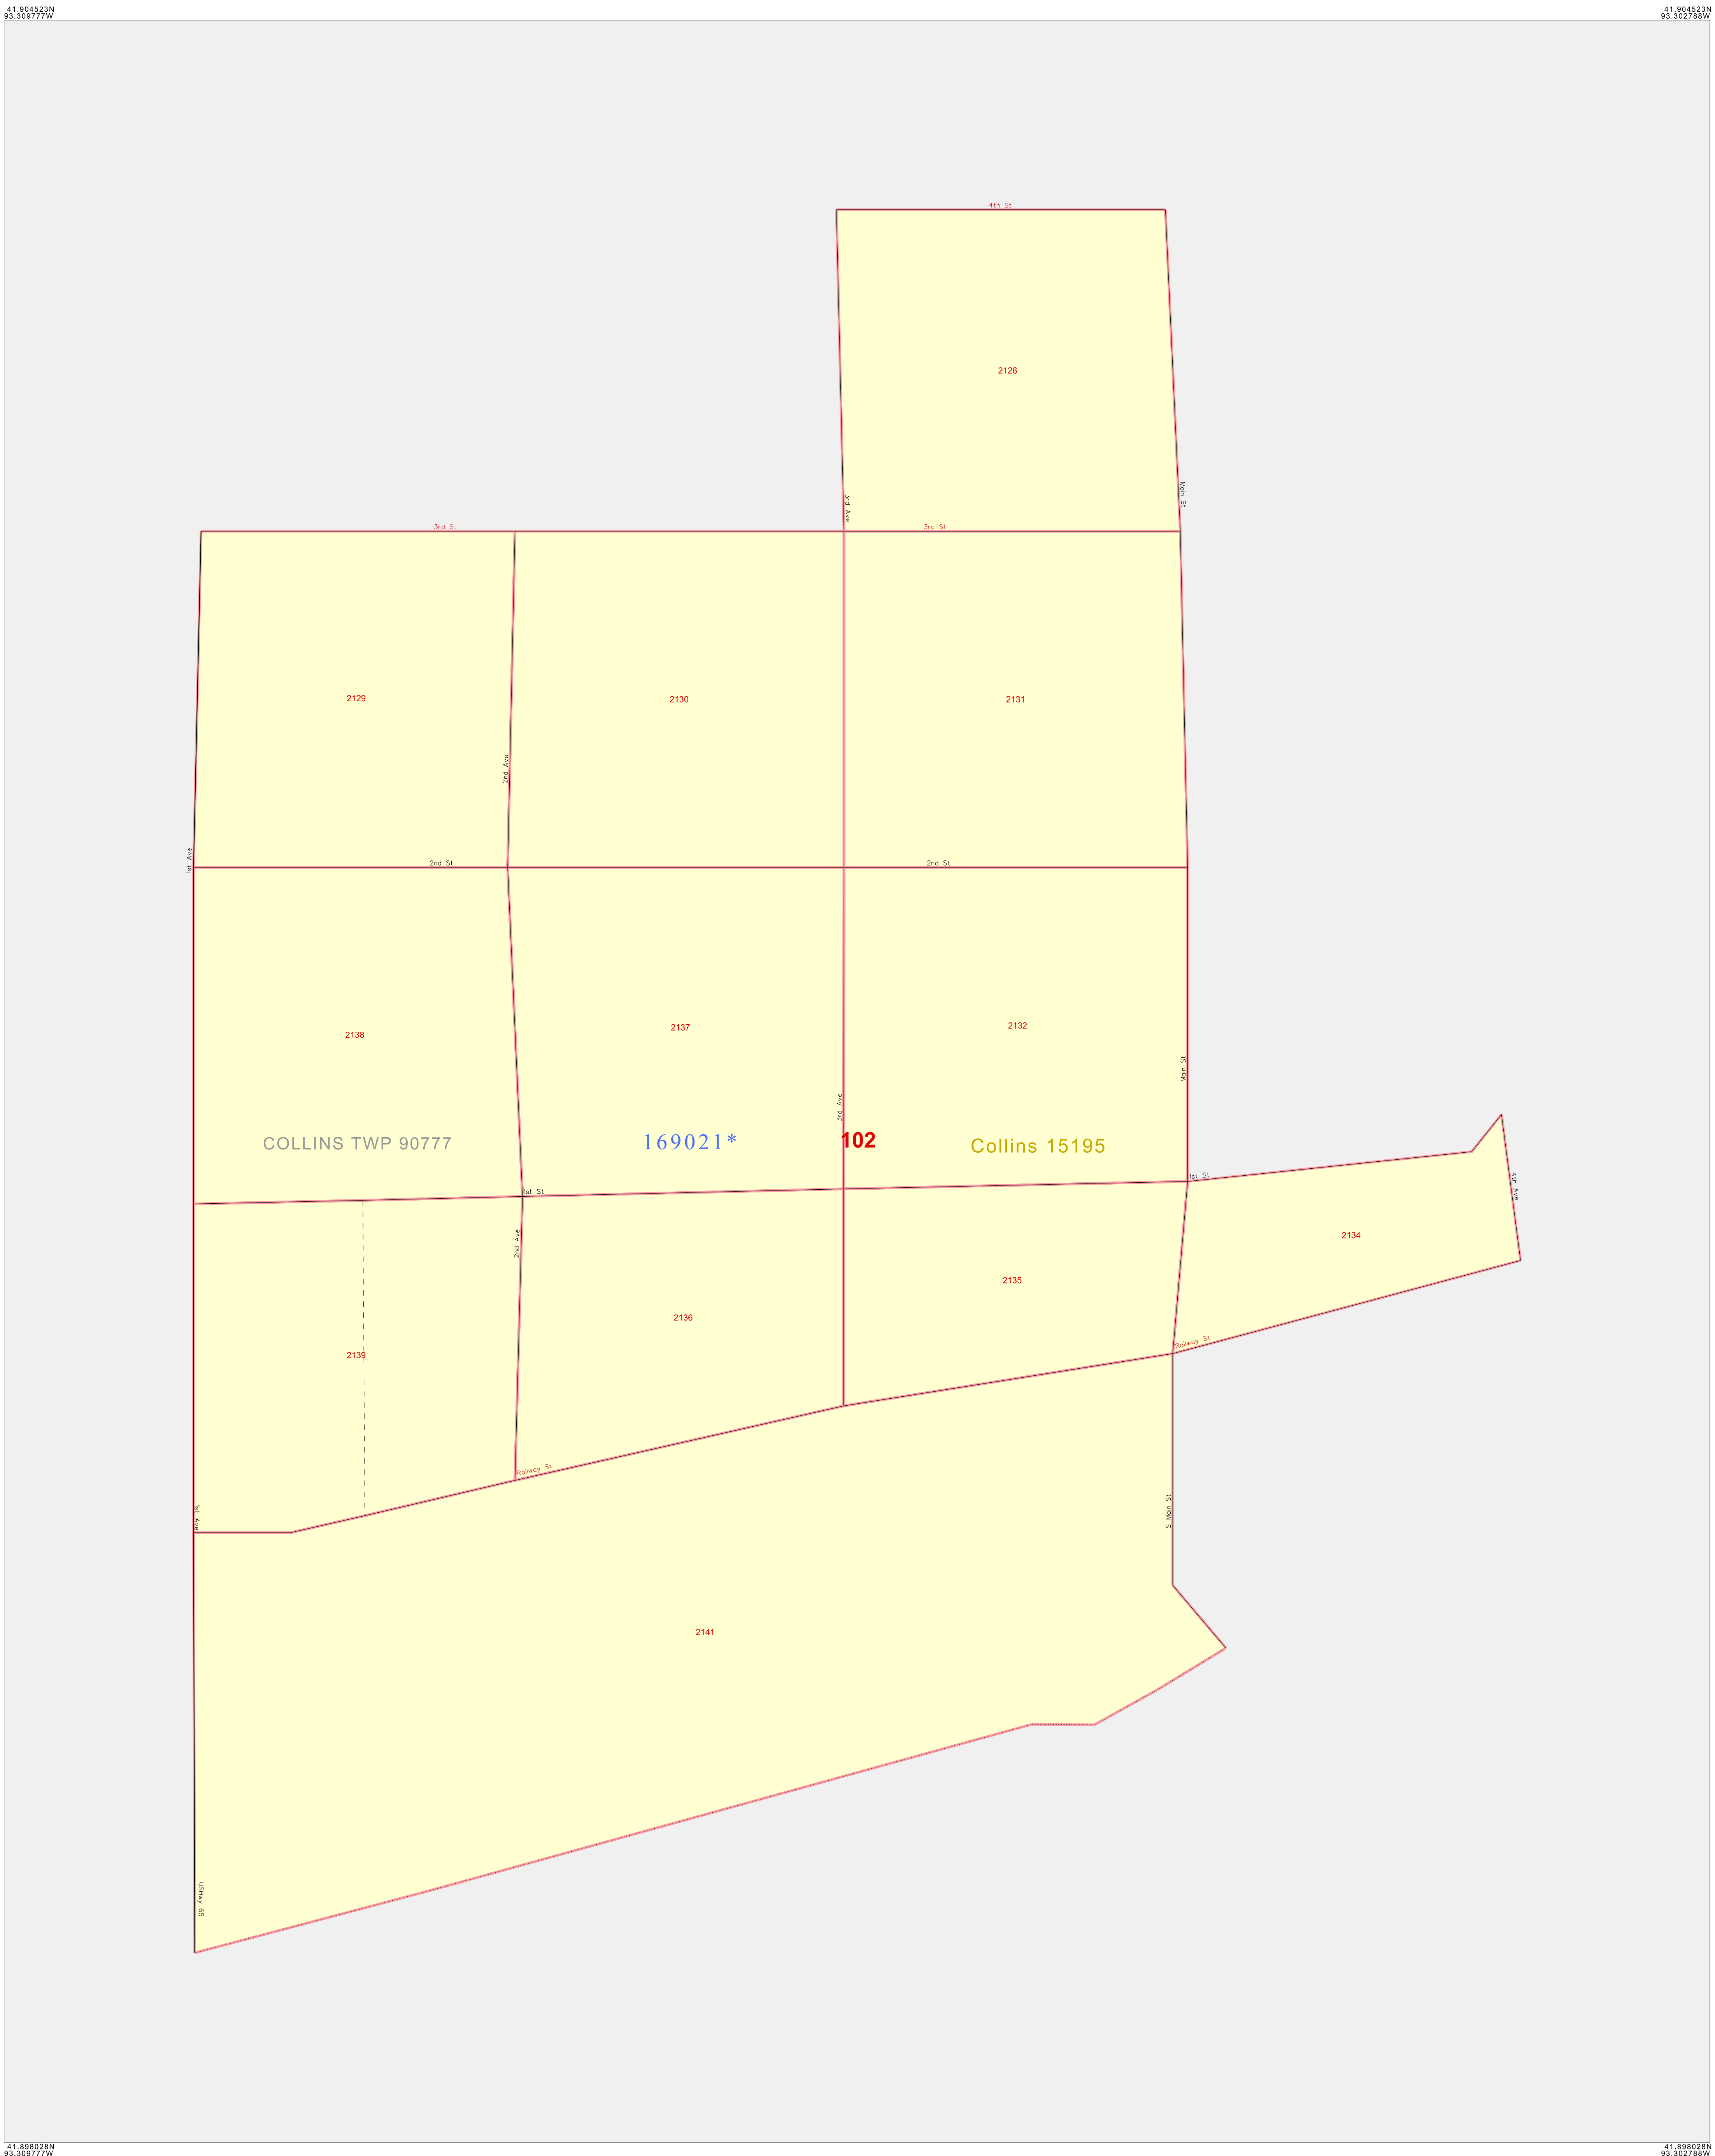 41.904523N
93.309777W
41.904523N
93.302788W
4th St
2126
Main St
3rd Ave
3rd St
3rd St
2129
2130
2131
2nd Ave
1st Ave
2nd St
2nd St
2138
2137
2132
Main St
3rd Ave
COLLINS TWP 90777
169021*
102
Collins 15195
1st St
1st St
4th Ave
2nd Ave
2134
2135
2136
2139
Railway St
Railway St
1st Ave
S Main St
2141
USHwy 65
41.898028N
93.309777W
41.898028N
93.302788W